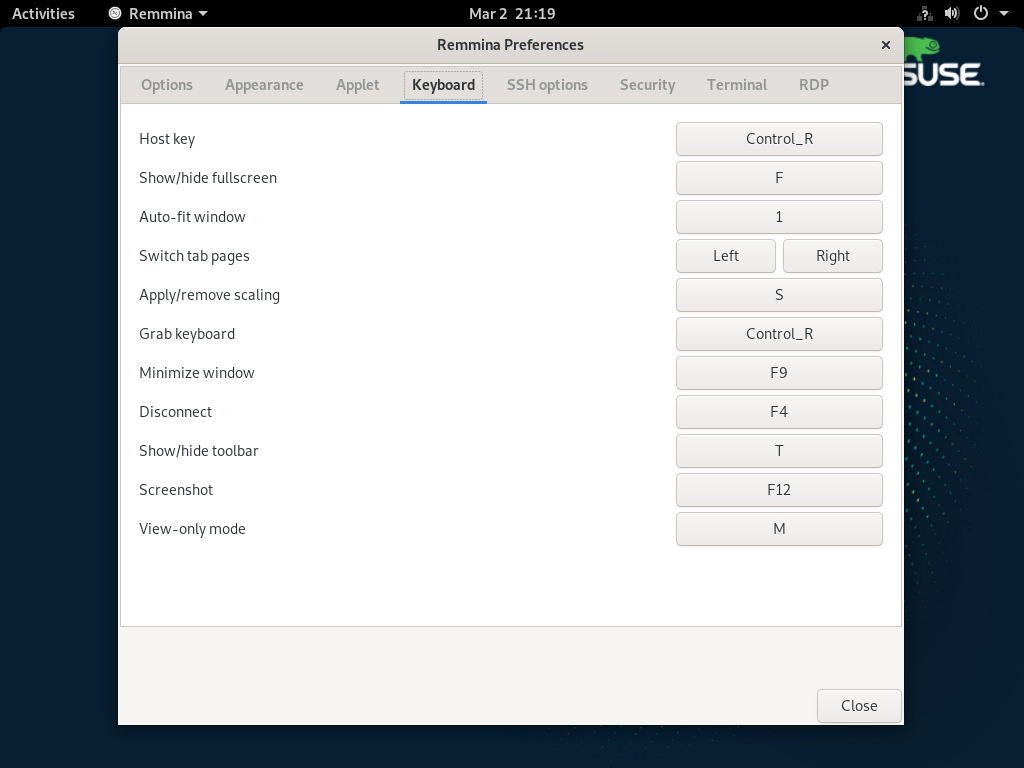 Activities Remmina Mar 2 21:19
Remmina Preferences
Options Appearance Applet Keyboard SSH options Security Terminal RDP
Host key Control_R
Show/hide fullscreen F
Auto-fit window 1
Switch tab pages Left Right
Apply/remove scaling S
Grab keyboard Control_R
Minimize window F9
Disconnect F4
Show/hide toolbar T
Screenshot F12
View-only mode M
Close
SUSE